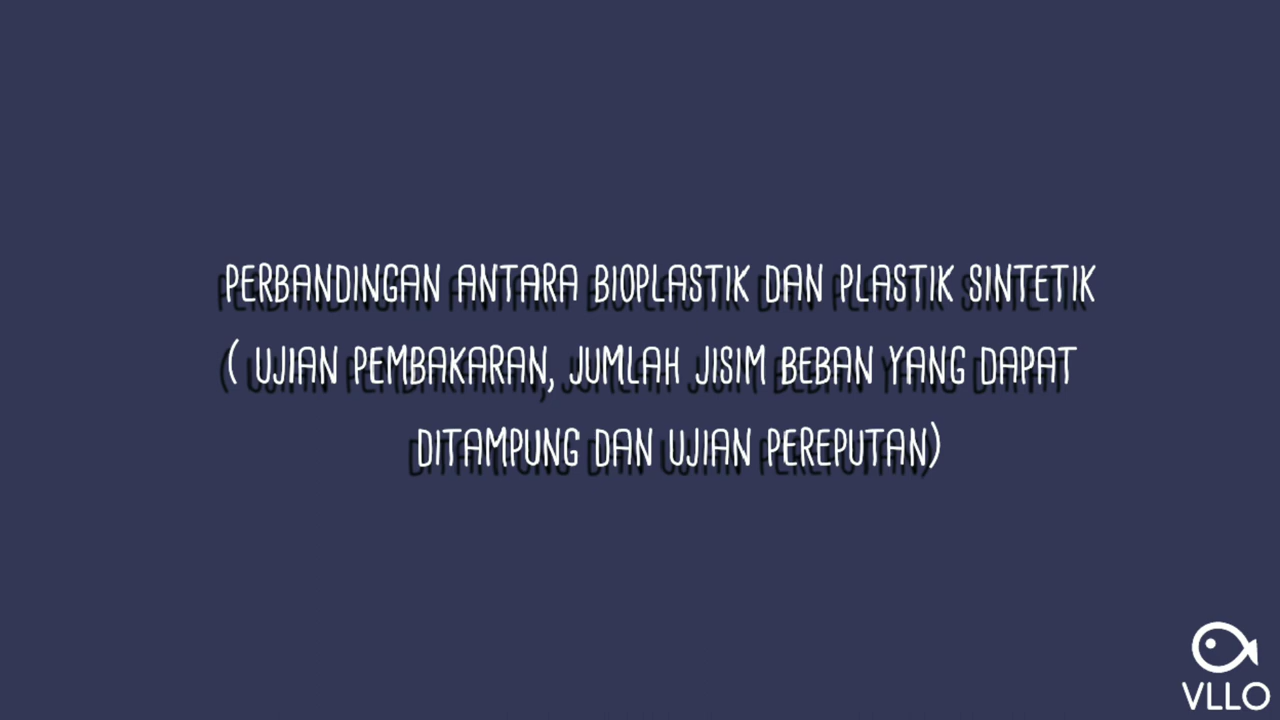 PERBANDINGAN ANTARA BIOPLASTIK DAN PLASTIK SINTETIK
( UJIAN PEMBAKARAN, JUMLAH JISIM BEBAN YANG DAPAT
DITAMPUNG DAN UJIAN PEREPUTAN)
VLLO